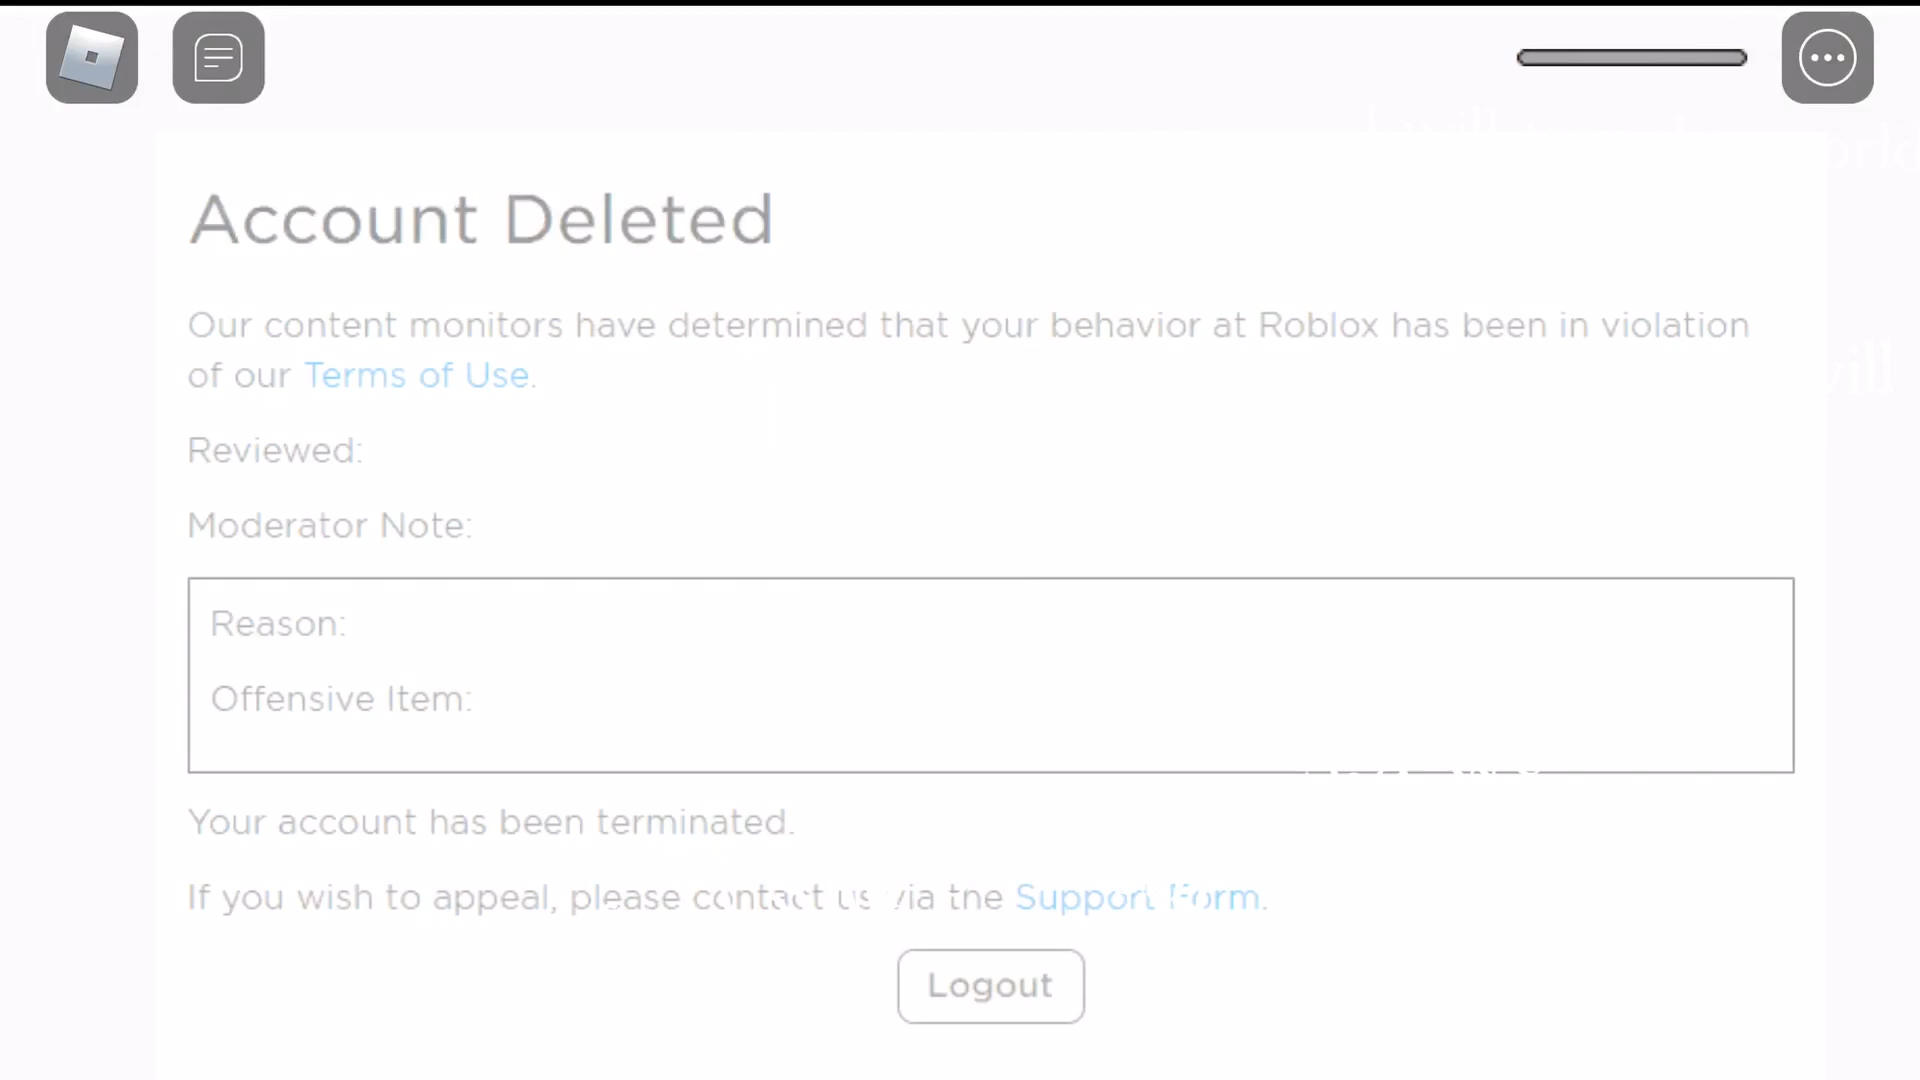 Account Deleted
Our content monitors have determined that your behavior at Roblox has been in violation
of our Terms of Use.
Reviewed:
Moderator Note:
Reason:
Offensive Item:
Your account has been terminated.
If you wish to appeal, please contact us via the Support Form.
Logout